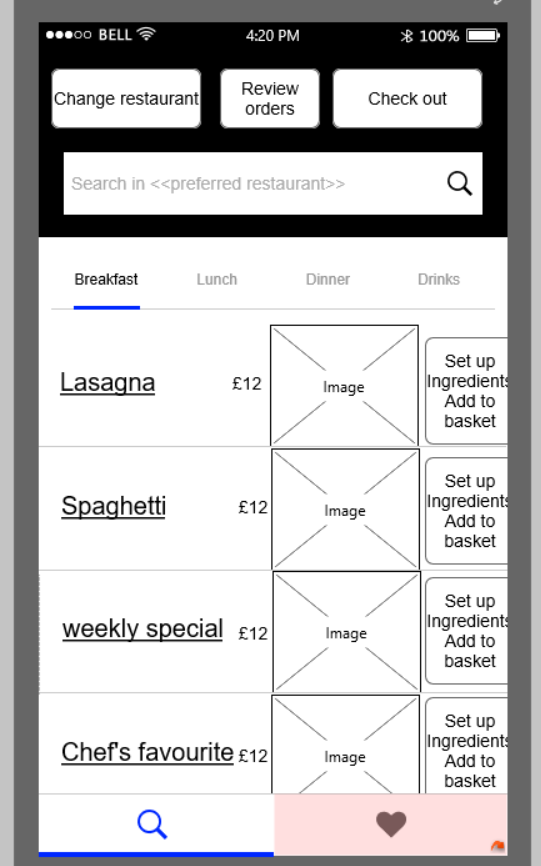 BELL 4:20 PM 100%
Change restaurant
Review
orders
Check out
Search in <<preferred restaurant>>
Breakfast Lunch Dinner Drinks
Lasagna £12 Image
Set up
Ingredients
Add to
basket
Spaghetti £12 Image
Set up
Ingredients
Add to
basket
weekly special £12 Image
Set up
Ingredients
Add to
basket
Chef's favourite £12 Image
Set up
Ingredients
Add to
basket